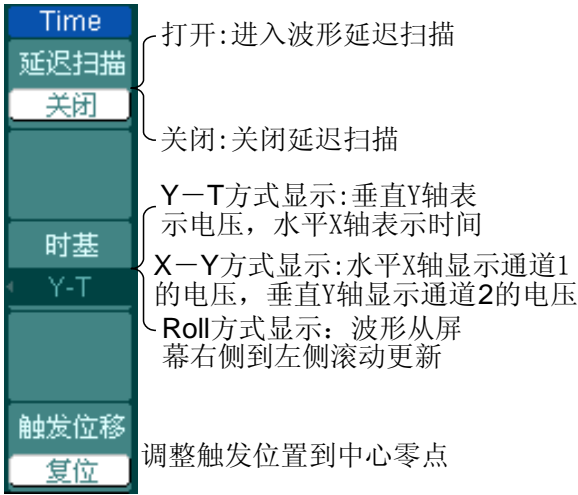 Time
延迟扫描
关闭
打开:进入波形延迟扫描
关闭:关闭延迟扫描
时基
Y-T
Y－T方式显示:垂直Y轴表
示电压，水平X轴表示时间
X－Y方式显示:水平X轴显示通道1
的电压，垂直Y轴显示通道2的电压
Roll方式显示：波形从屏
幕右侧到左侧滚动更新
触发位移
复位
调整触发位置到中心零点